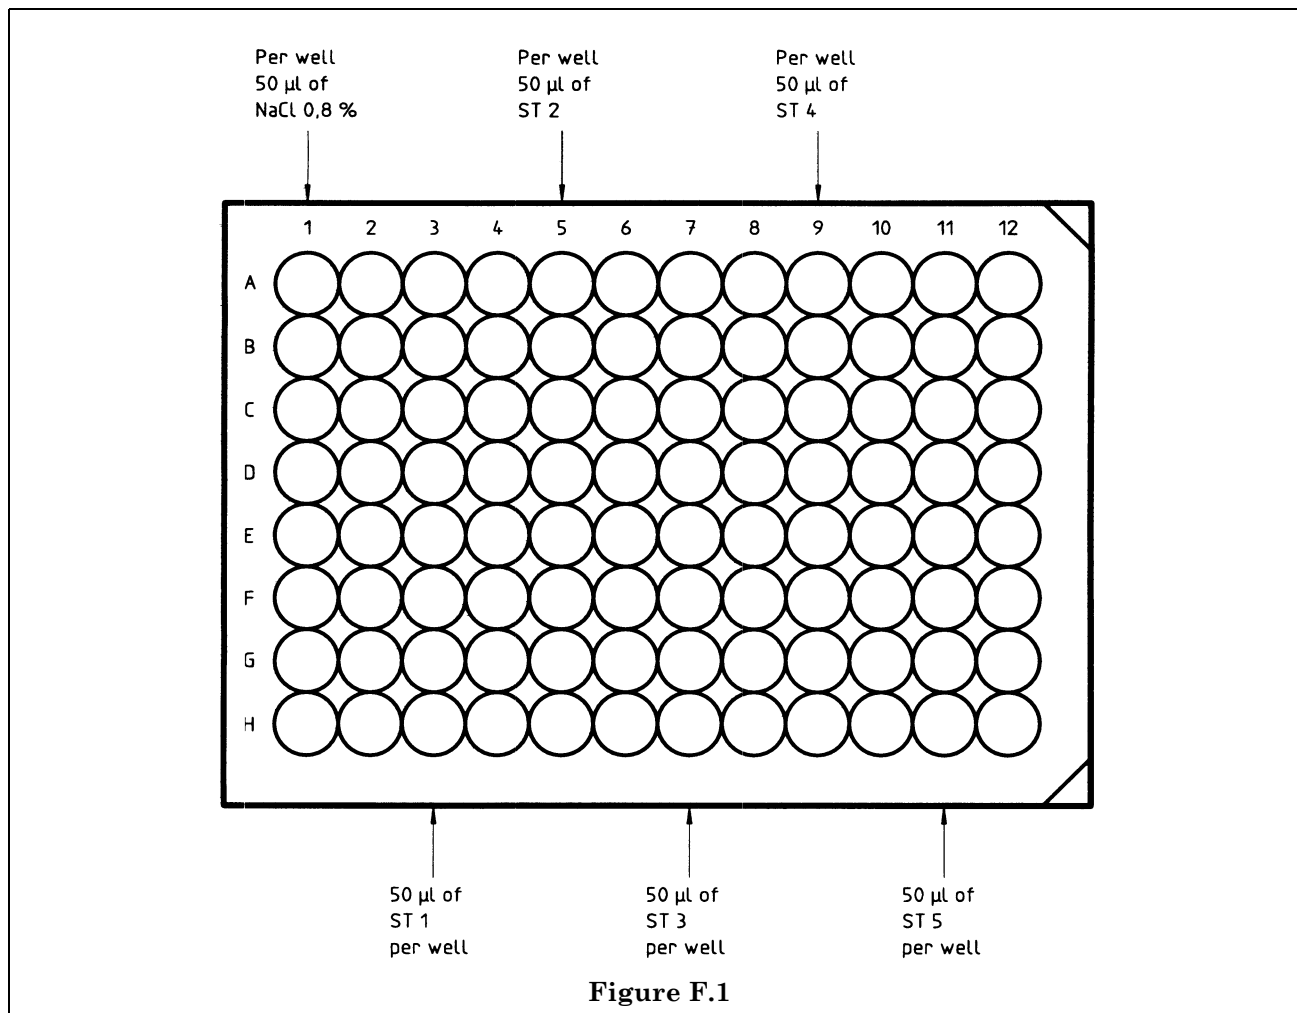 Per well
50 µl of
NaCl 0,8 %
Per well
50 µl of
ST 2
Per well
50 µl of
ST 4
1 2 3 4 5 6 7 8 9 10 11 12
A
B
C
D
E
F
G
H
50 µl of
ST 1
per well
50 µl of
ST 3
per well
50 µl of
ST 5
per well
Figure F.1